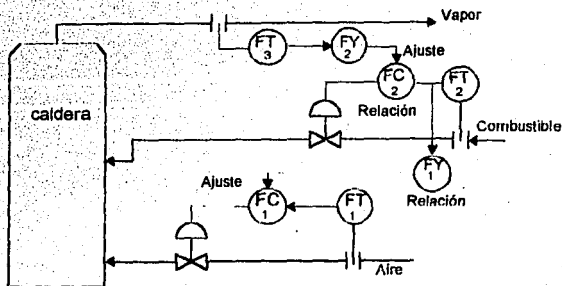 Vapor
FT 3
FY 2
Ajuste
FC 2
FT 2
caldera
Relación
Combustible
FY 1
Relación
Ajuste
FC 1
FT 1
Aire